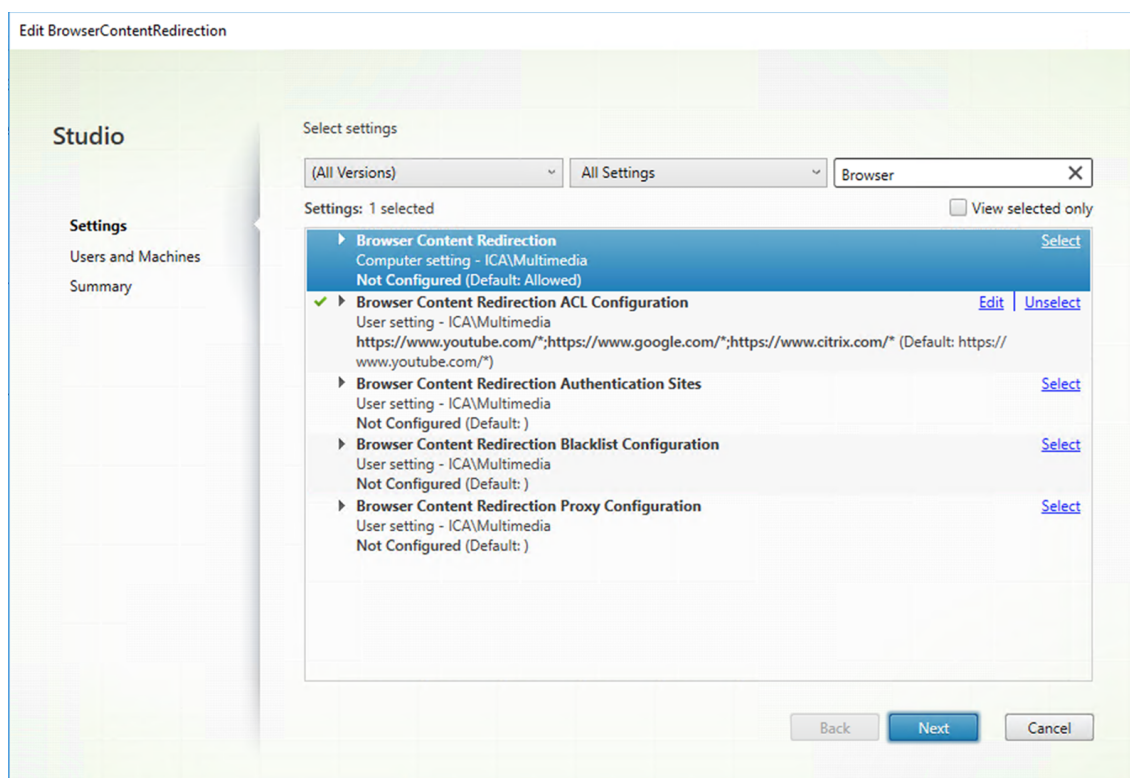 Edit BrowserContentRedirection
Studio
Settings
Users and Machines
Summary
Select settings
(All Versions)
All Settings
Browser
Settings: 1 selected
View selected only
Browser Content Redirection
Select
Computer setting - ICA\Multimedia
Not Configured (Default: Allowed)
Browser Content Redirection ACL Configuration
Edit | Unselect
User setting - ICA\Multimedia
https://www.youtube.com/*;https://www.google.com/*;https://www.citrix.com/* (Default: https://
www.youtube.com/*)
Browser Content Redirection Authentication Sites
Select
User setting - ICA\Multimedia
Not Configured (Default: )
Browser Content Redirection Blacklist Configuration
Select
User setting - ICA\Multimedia
Not Configured (Default: )
Browser Content Redirection Proxy Configuration
Select
User setting - ICA\Multimedia
Not Configured (Default: )
Back
Next
Cancel